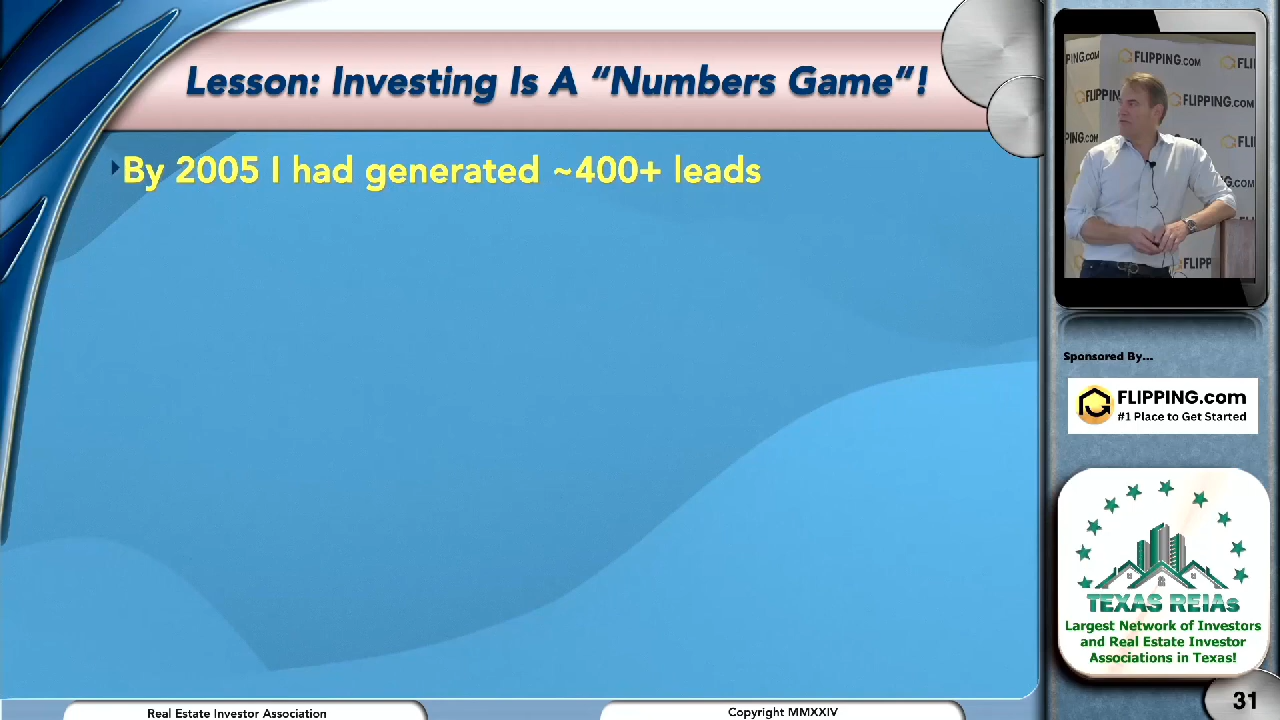 Lesson: Investing Is A “Numbers Game”!
By 2005 I had generated ~400+ leads
FLIPPING.COM
FLIPPING.COM
Sponsored By...
FLIPPING.com
#1 Place to Get Started
TEXAS REIAs
Largest Network of Investors
and Real Estate Investor
Associations in Texas!
Real Estate Investor Association
Copyright MMXXIV
31